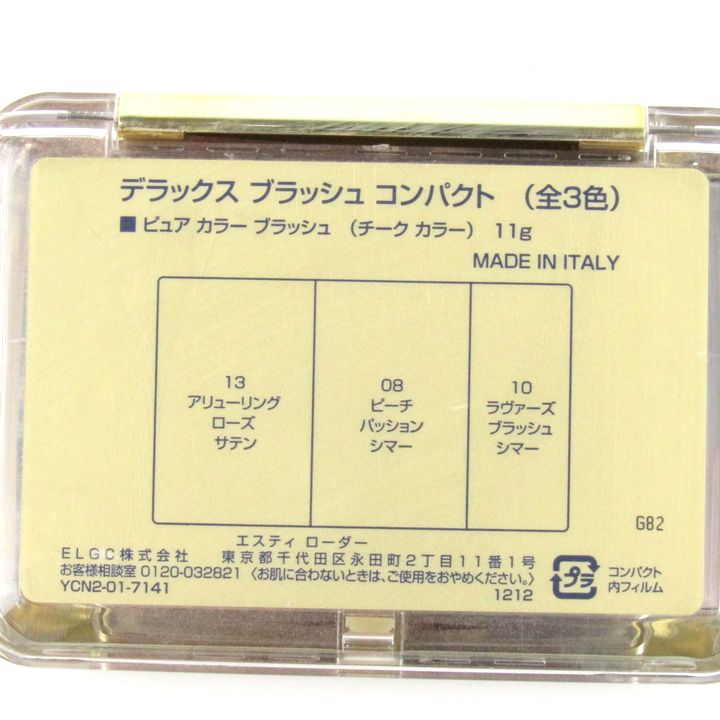 デラックス ブラッシュ コンパクト （全3色）
■ ピュア カラー ブラッシュ （チーク カラー） 11g
MADE IN ITALY
13
アリューリング
ローズ
サテン
08
ピーチ
パッション
シマー
10
ラヴァーズ
ブラッシュ
シマー
G82
エスティ ローダー
ELGC株式会社 東京都千代田区永田町2丁目11番1号
お客様相談室 0120-032821 〈お肌に合わないときは、ご使用をおやめください。〉
YCN2-01-7141 1212
プラ
コンパクト
内フィルム